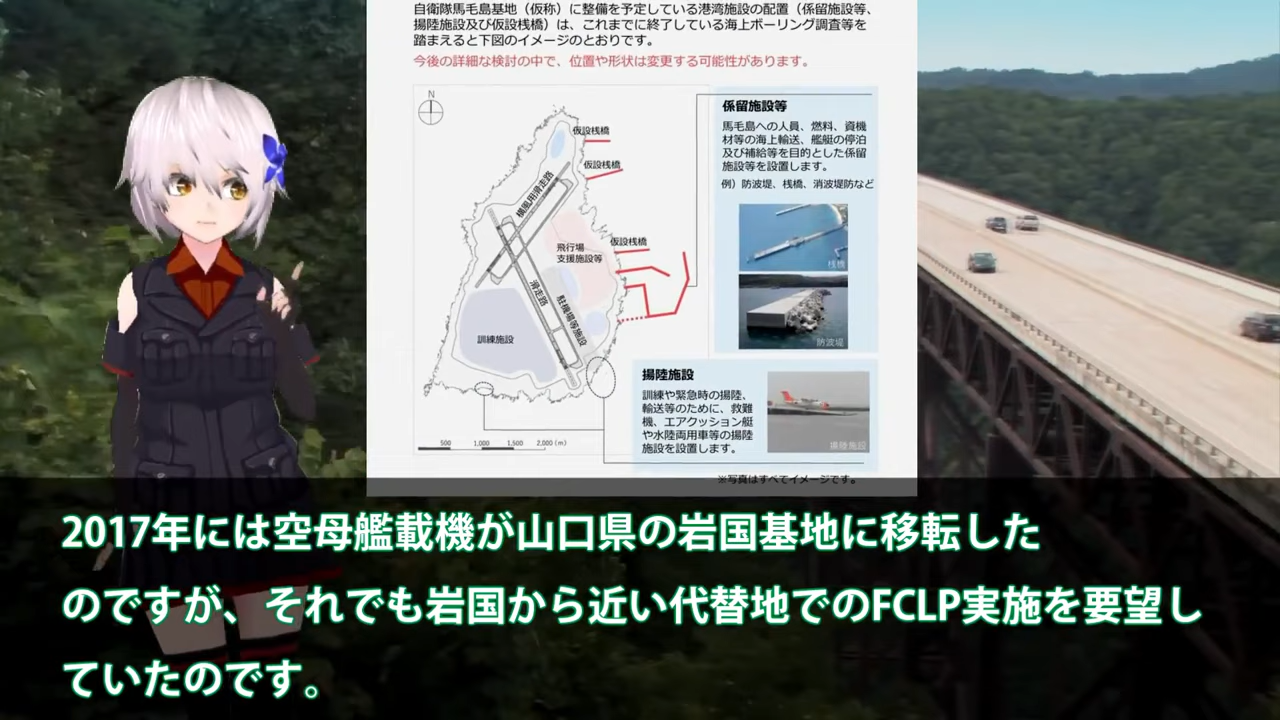 自衛隊馬毛島基地（仮称）に整備を予定している港湾施設の配置（係留施設等、
揚陸施設及び仮設桟橋）は、これまでに終了している海上ボーリング調査等を
踏まえると下図のイメージのとおりです。
今後の詳細な検討の中で、位置や形状は変更する可能性があります。
N
仮設桟橋
仮設桟橋
横風用滑走路
仮設桟橋
飛行場
支援施設等
滑走路
駐機場等施設
訓練施設
500 1,000 1,500 2,000 (m)
係留施設等
馬毛島への人員、燃料、資機
材等の海上輸送、艦艇の停泊
及び補給等を目的とした係留
施設等を設置します。
例）防波堤、桟橋、消波堤防など
桟橋
防波堤
揚陸施設
訓練や緊急時の揚陸、
輸送等のために、救難
機、エアクッション艇
や水陸両用車等の揚陸
施設を設置します。
揚陸施設
※写真はすべてイメージです。
2017年には空母艦載機が山口県の岩国基地に移転した
のですが、それでも岩国から近い代替地でのFCLP実施を要望し
ていたのです。